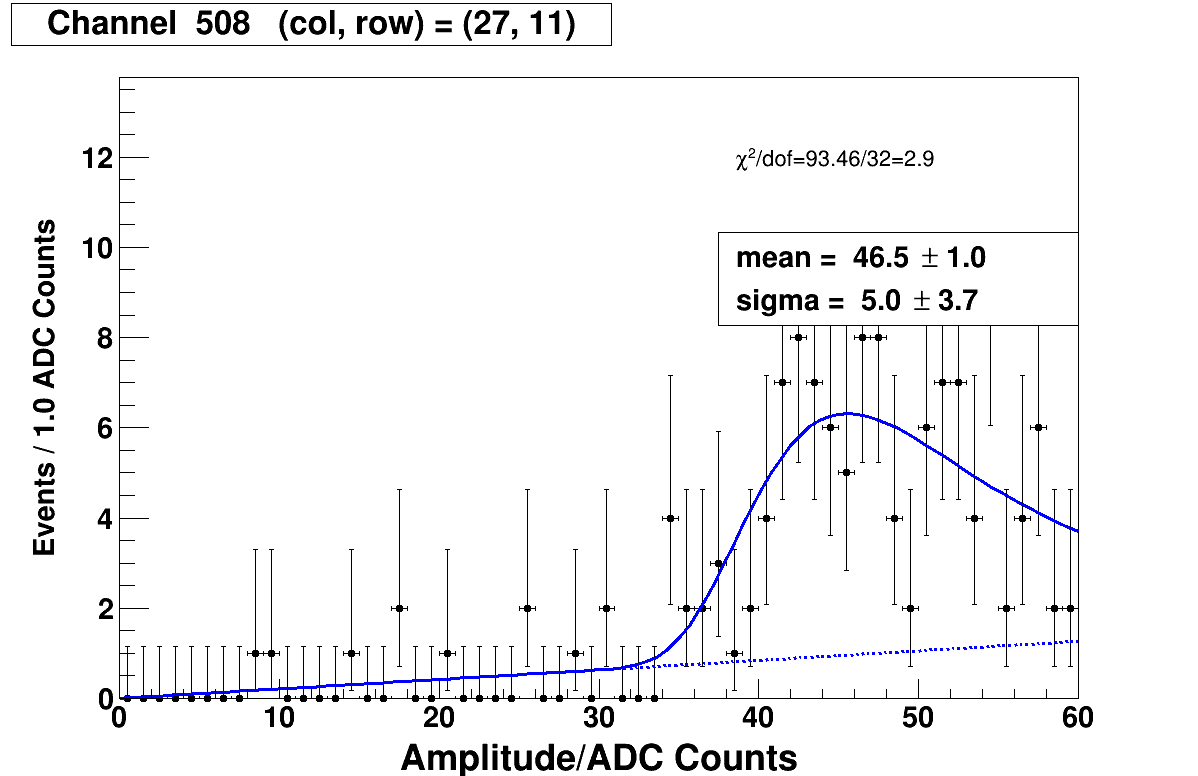 Channel 508 (col, row) = (27, 11)
χ²/dof=93.46/32=2.9
mean = 46.5 ± 1.0
sigma = 5.0 ± 3.7
Events / 1.0 ADC Counts
12
10
8
6
4
2
0
0 10 20 30 40 50 60
Amplitude/ADC Counts